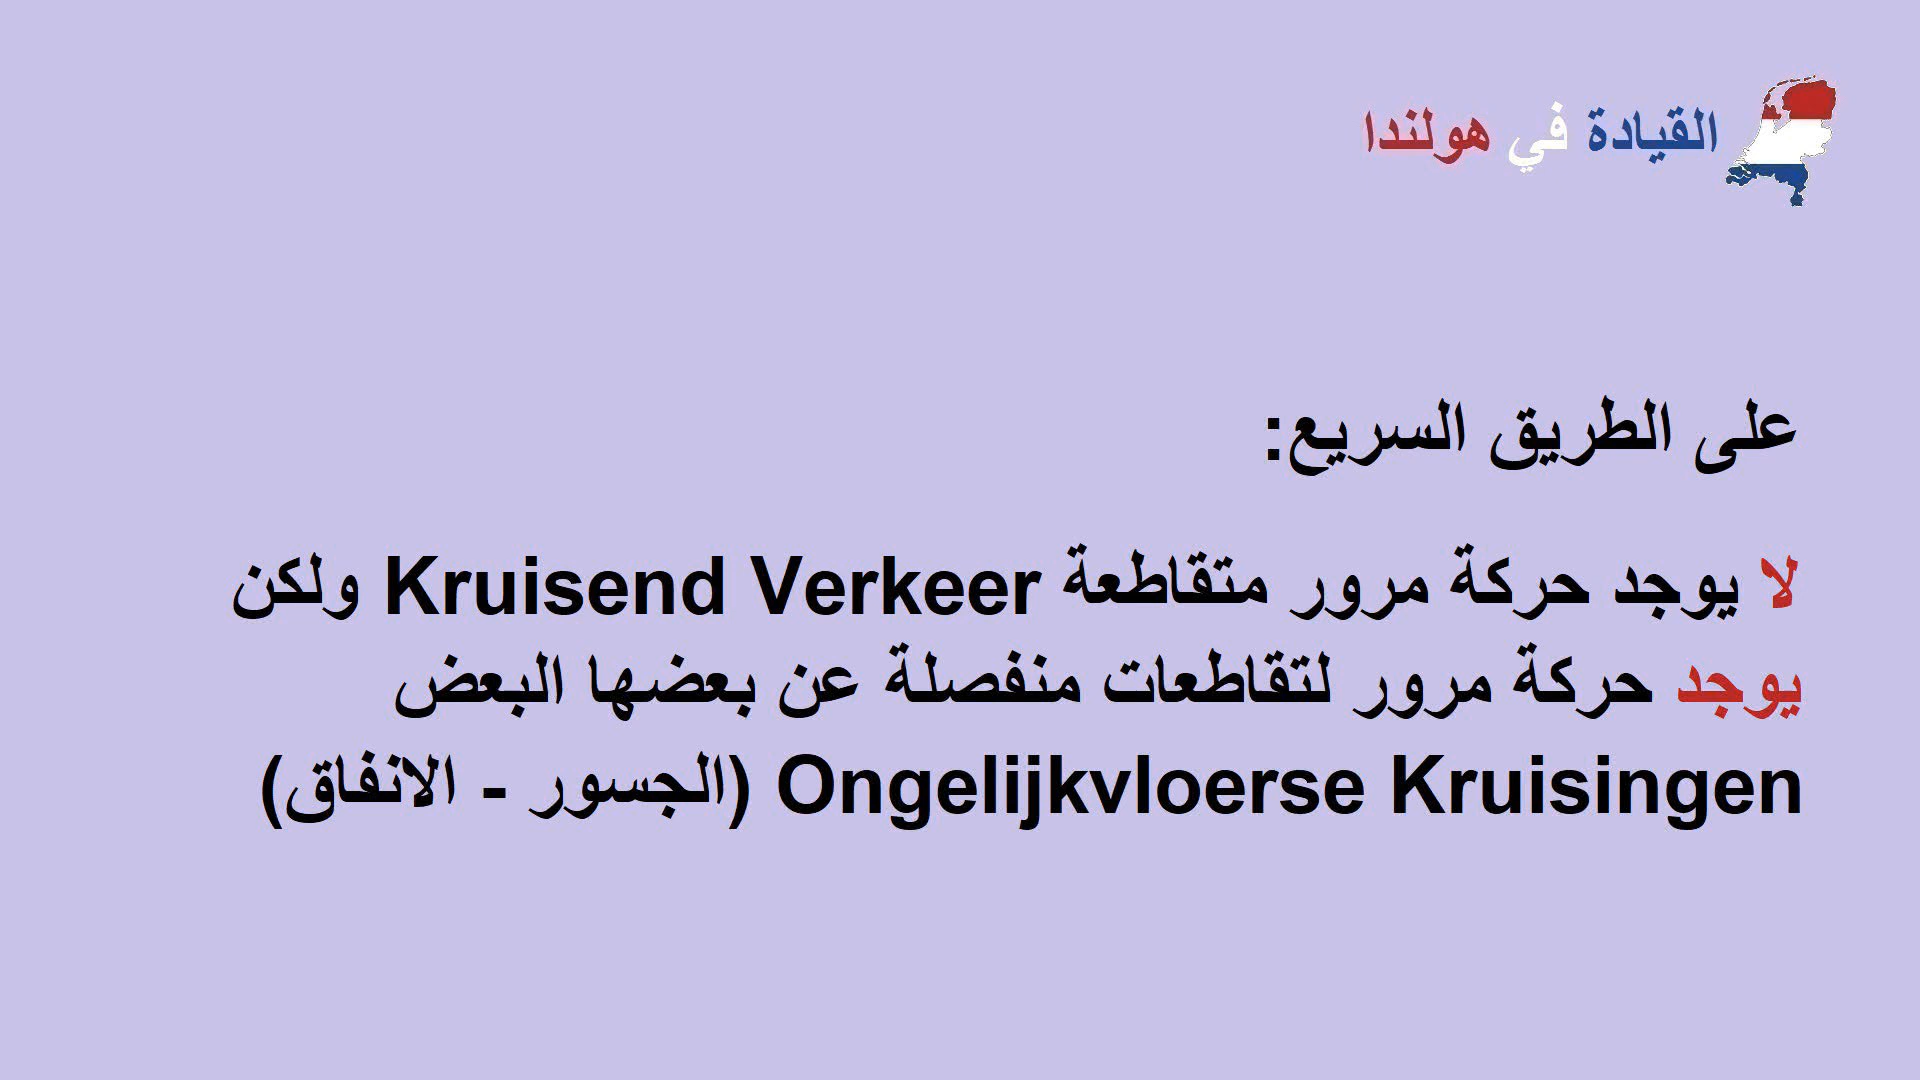 القيادة في هولندا
على الطريق السريع:
لا يوجد حركة مرور متقاطعة Kruisend Verkeer ولكن
يوجد حركة مرور لتقاطعات منفصلة عن بعضها البعض
Ongelijkvloerse Kruisingen (الجسور - الانفاق)